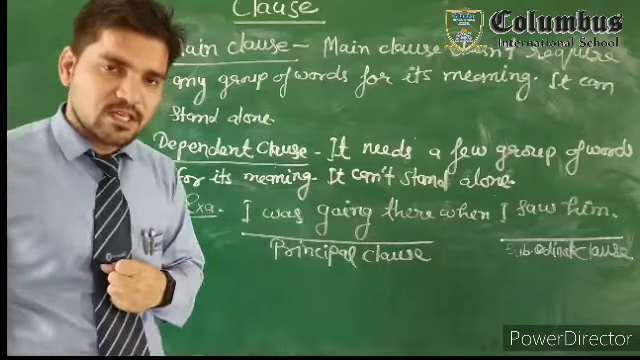 Clause
Columbus
International School
Main clause – Main clause doesn't require
any group of words for its meaning. It can
stand alone.
Dependent Clause – It needs a few group of words
for its meaning. It can't stand alone.
Exa. I was going there when I saw him.
Principal clause
clause
PowerDirector